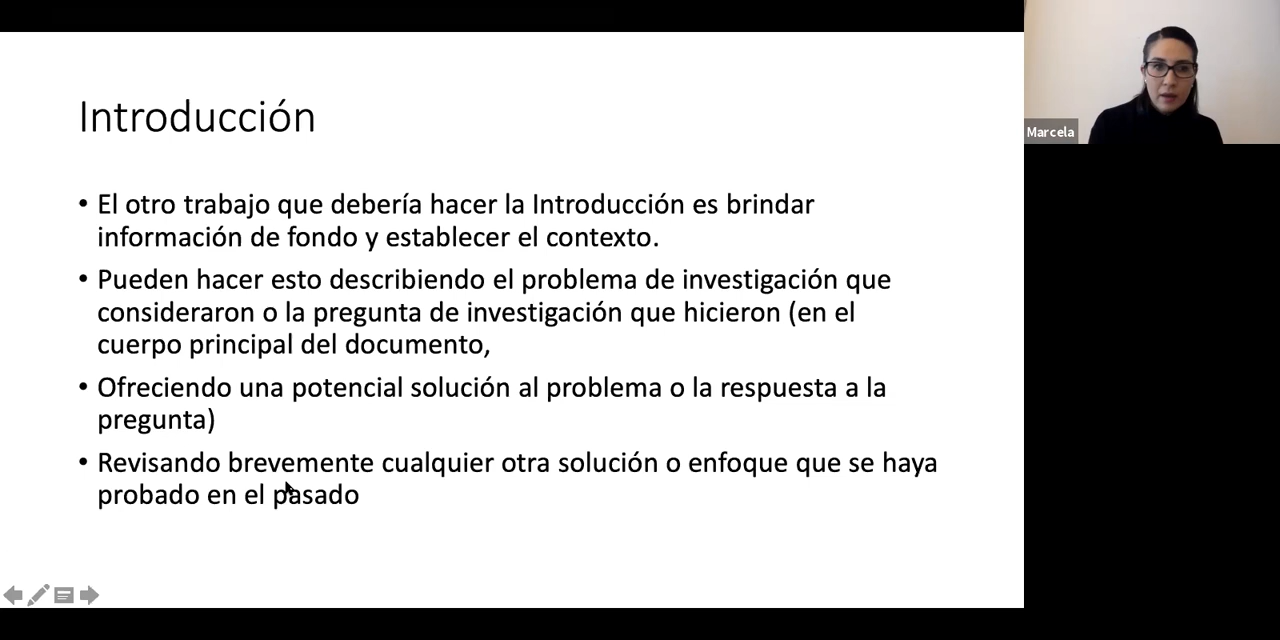 Introducción
• El otro trabajo que debería hacer la Introducción es brindar
información de fondo y establecer el contexto.
• Pueden hacer esto describiendo el problema de investigación que
consideraron o la pregunta de investigación que hicieron (en el
cuerpo principal del documento,
• Ofreciendo una potencial solución al problema o la respuesta a la
pregunta)
• Revisando brevemente cualquier otra solución o enfoque que se haya
probado en el pasado
Marcela